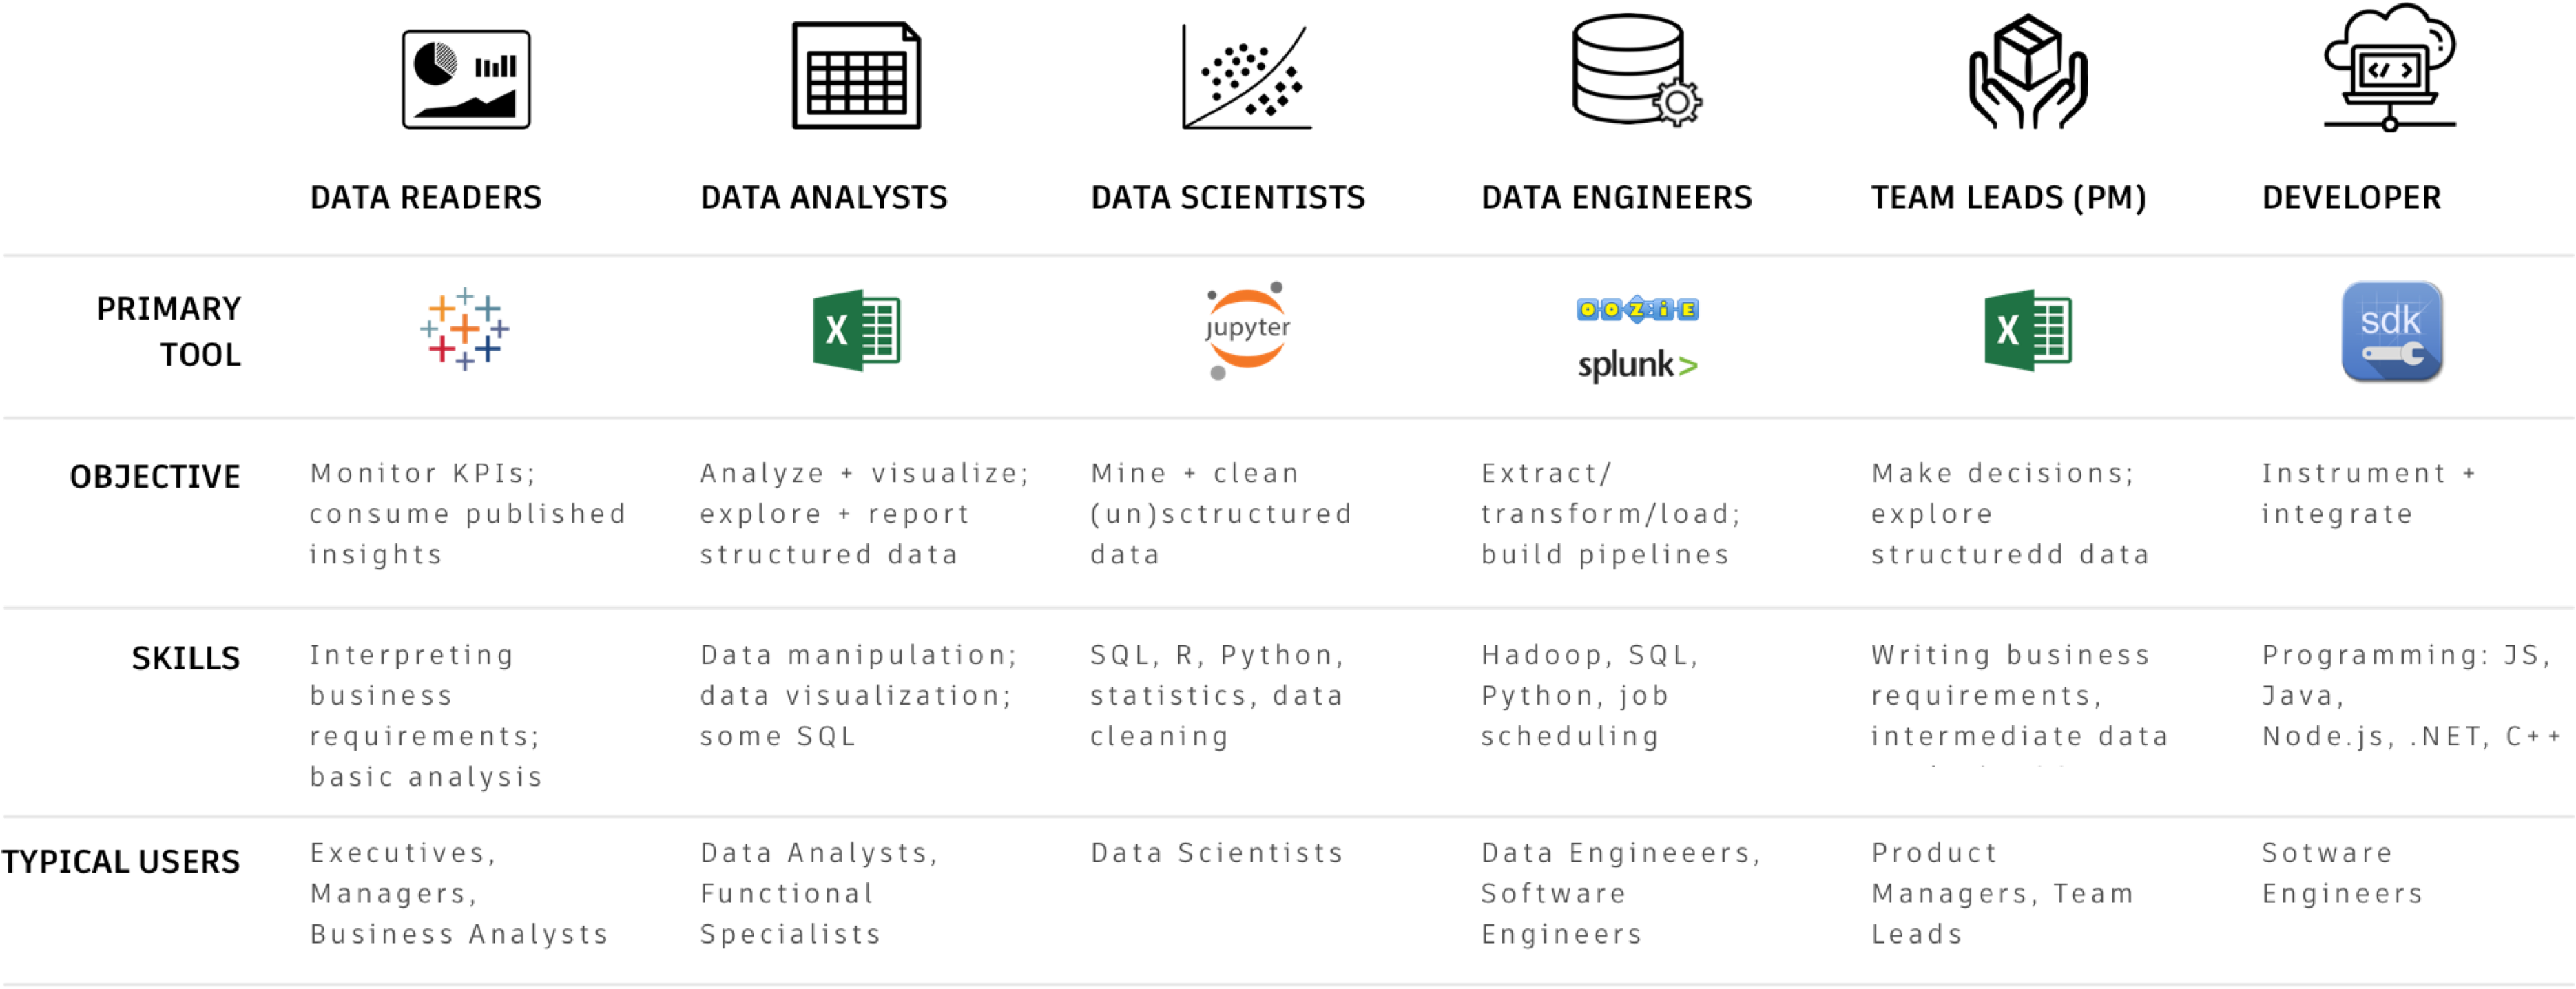 DATA READERS
DATA ANALYSTS
DATA SCIENTISTS
DATA ENGINEERS
TEAM LEADS (PM)
DEVELOPER
PRIMARY
TOOL
X
jupyter
OOZIE
splunk>
X
sdk
OBJECTIVE
Monitor KPIs;
consume published
insights
Analyze + visualize;
explore + report
structured data
Mine + clean
(un)sctructured
data
Extract/
transform/load;
build pipelines
Make decisions;
explore
structuredd data
Instrument +
integrate
SKILLS
Interpreting
business
requirements;
basic analysis
Data manipulation;
data visualization;
some SQL
SQL, R, Python,
statistics, data
cleaning
Hadoop, SQL,
Python, job
scheduling
Writing business
requirements,
intermediate data
Programming: JS,
Java,
Node.js, .NET, C++
TYPICAL USERS
Executives,
Managers,
Business Analysts
Data Analysts,
Functional
Specialists
Data Scientists
Data Engineeers,
Software
Engineers
Product
Managers, Team
Leads
Sotware
Engineers